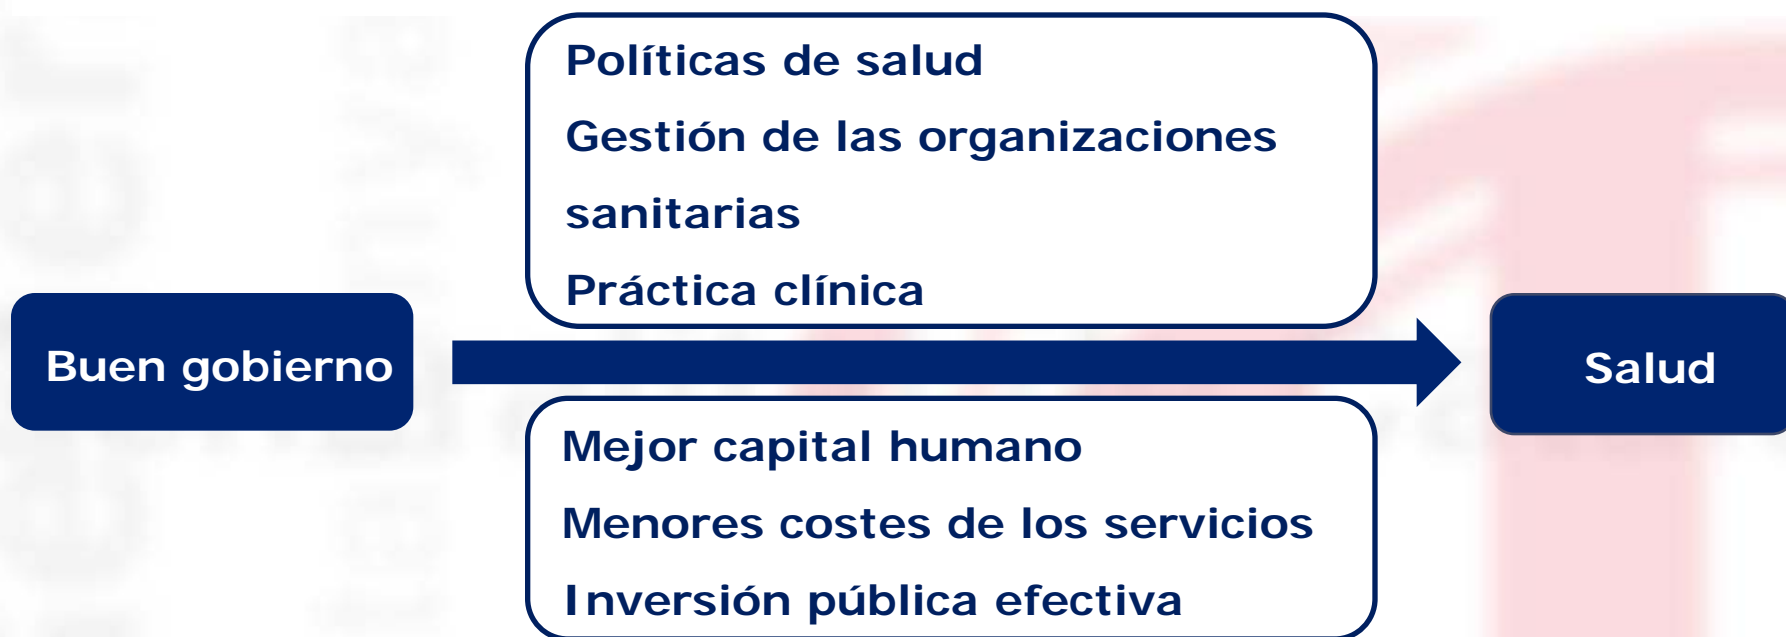 Políticas de salud
Gestión de las organizaciones
sanitarias
Práctica clínica
Buen gobierno
Salud
Mejor capital humano
Menores costes de los servicios
Inversión pública efectiva